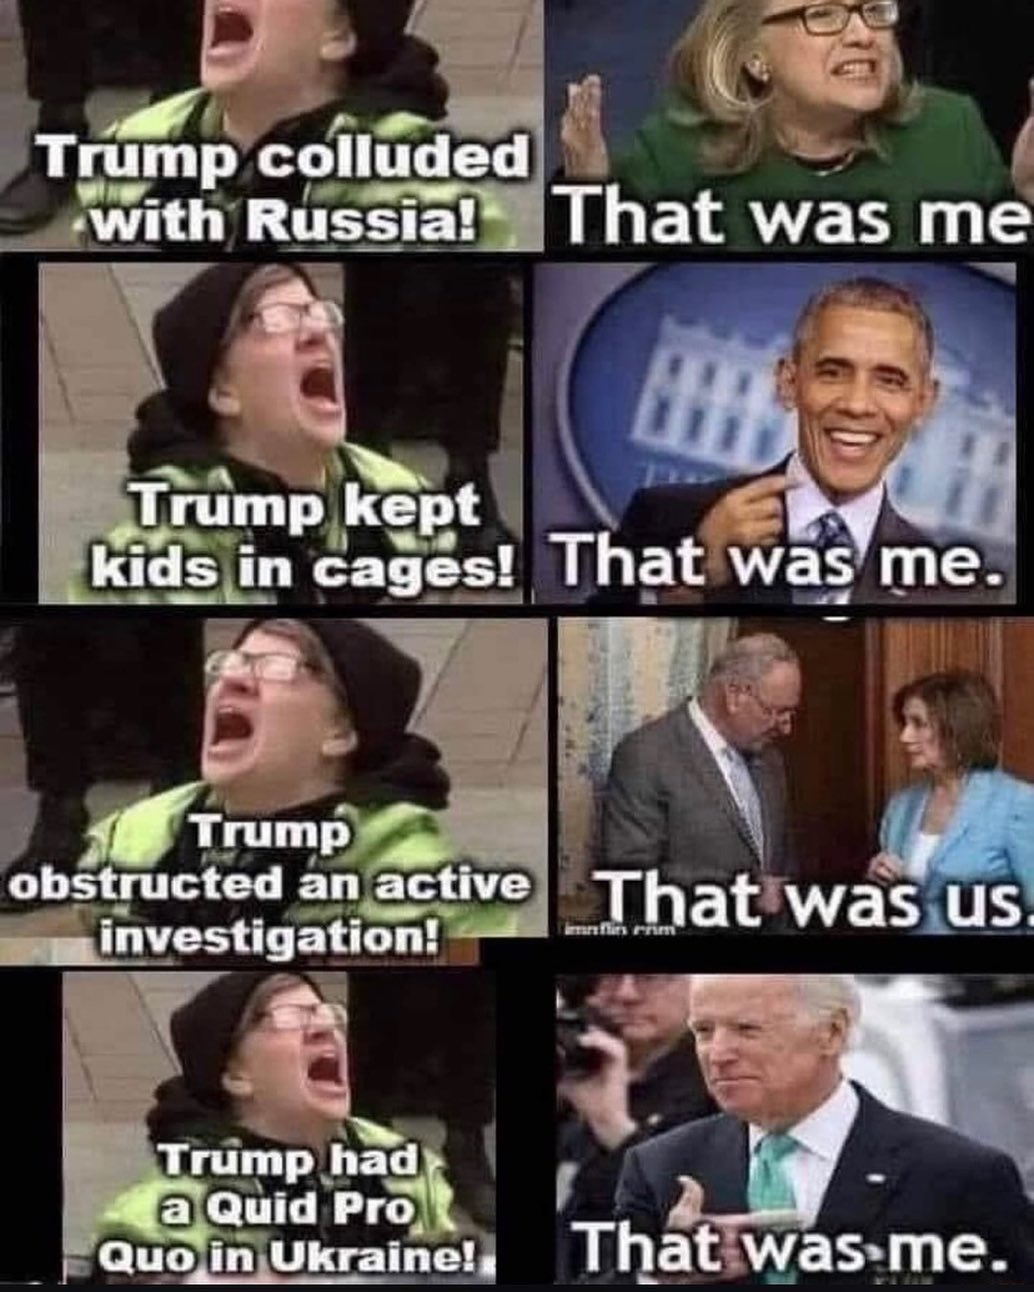 Trump colluded
with Russia!
That was me
Trump kept
kids in cages!
That was me.
Trump
obstructed an active
investigation!
That was us.
imgflip.com
Trump had
a Quid Pro
Quo in Ukraine!
That was me.